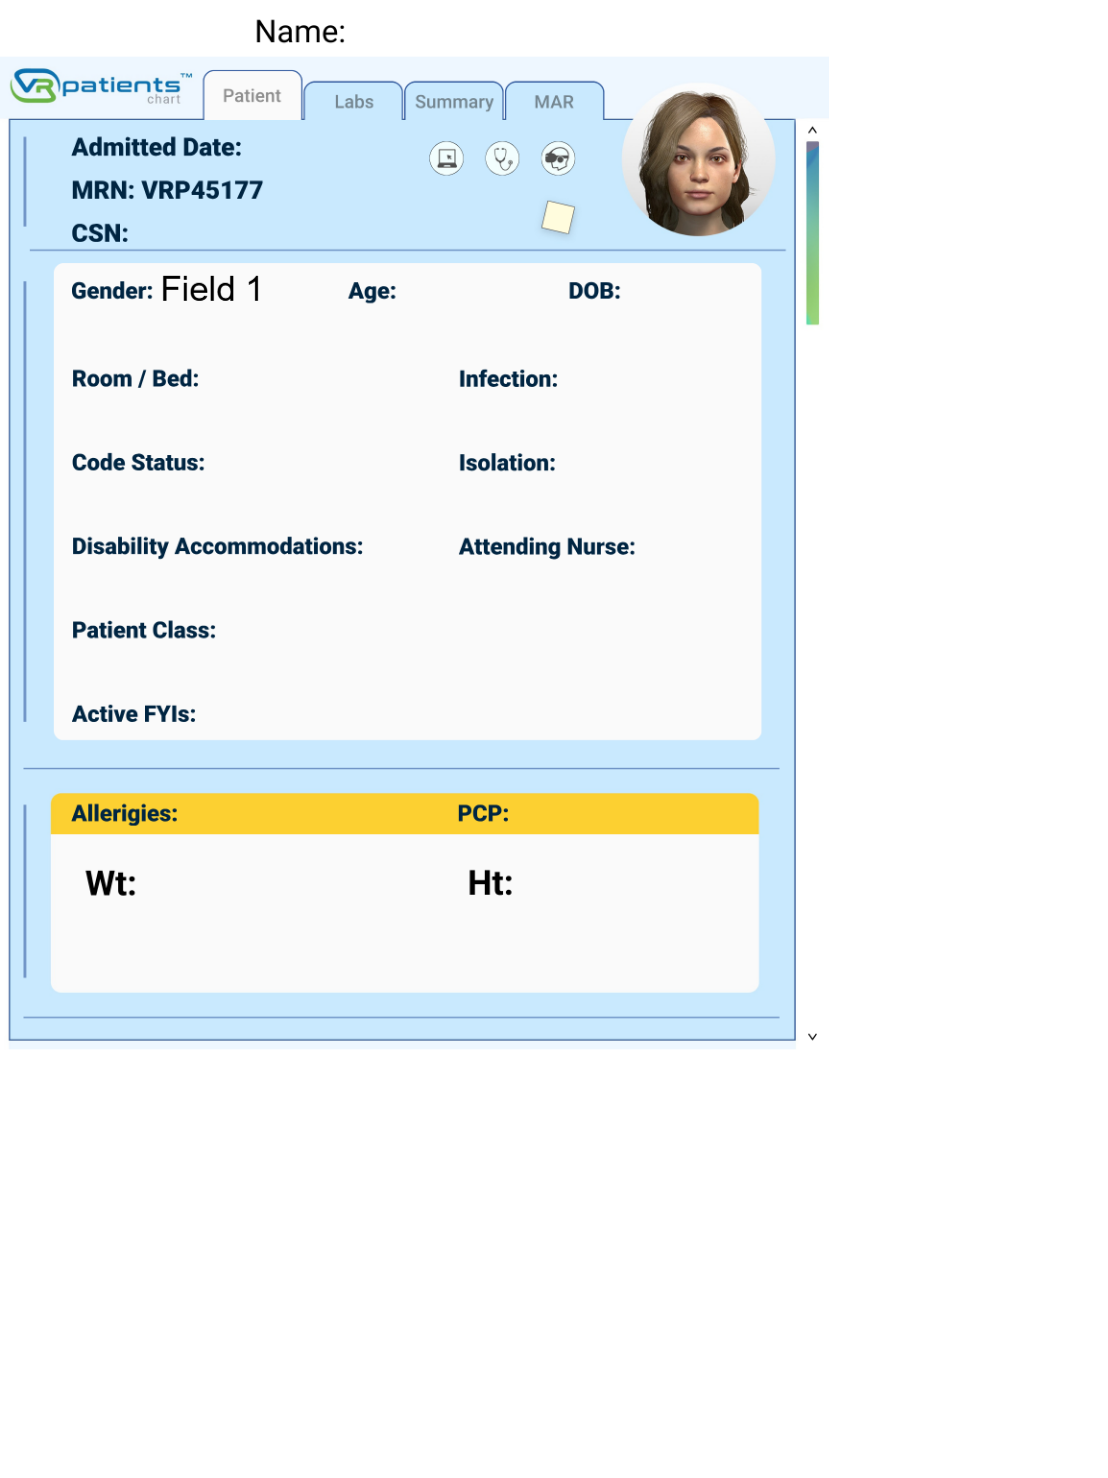 Name:
VRpatients™
chart
Patient Labs Summary MAR
Admitted Date:
MRN: VRP45177
CSN:
Gender: Field 1 Age: DOB:
Room / Bed: Infection:
Code Status: Isolation:
Disability Accommodations: Attending Nurse:
Patient Class:
Active FYIs:
Allerigies: PCP:
Wt: Ht: